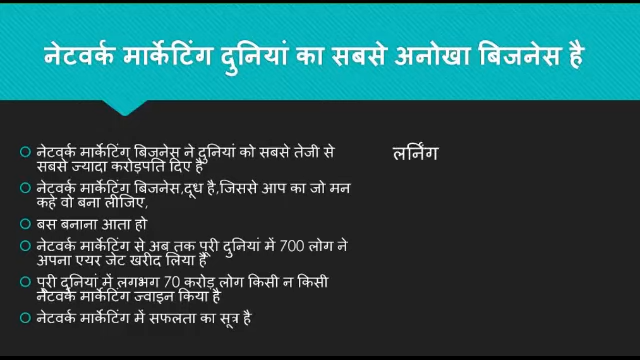 नेटवर्क मार्केटिंग दुनियां का सबसे अनोखा बिजनेस है
नेटवर्क मार्केटिंग बिजनेस ने दुनियां को सबसे तेजी से
सबसे ज्यादा करोड़पति दिए है
नेटवर्क मार्केटिंग बिजनेस,दूध है,जिससे आप का जो मन
कहे वो बना लीजिए,
बस बनाना आता हो
नेटवर्क मार्केटिंग से अब तक पूरी दुनियां में 700 लोग ने
अपना एयर जेट खरीद लिया है
पूरी दुनियां में लगभग 70 करोड़ लोग किसी न किसी
नेटवर्क मार्केटिंग ज्वाइन किया है
नेटवर्क मार्केटिंग में सफलता का सूत्र है
लर्निंग